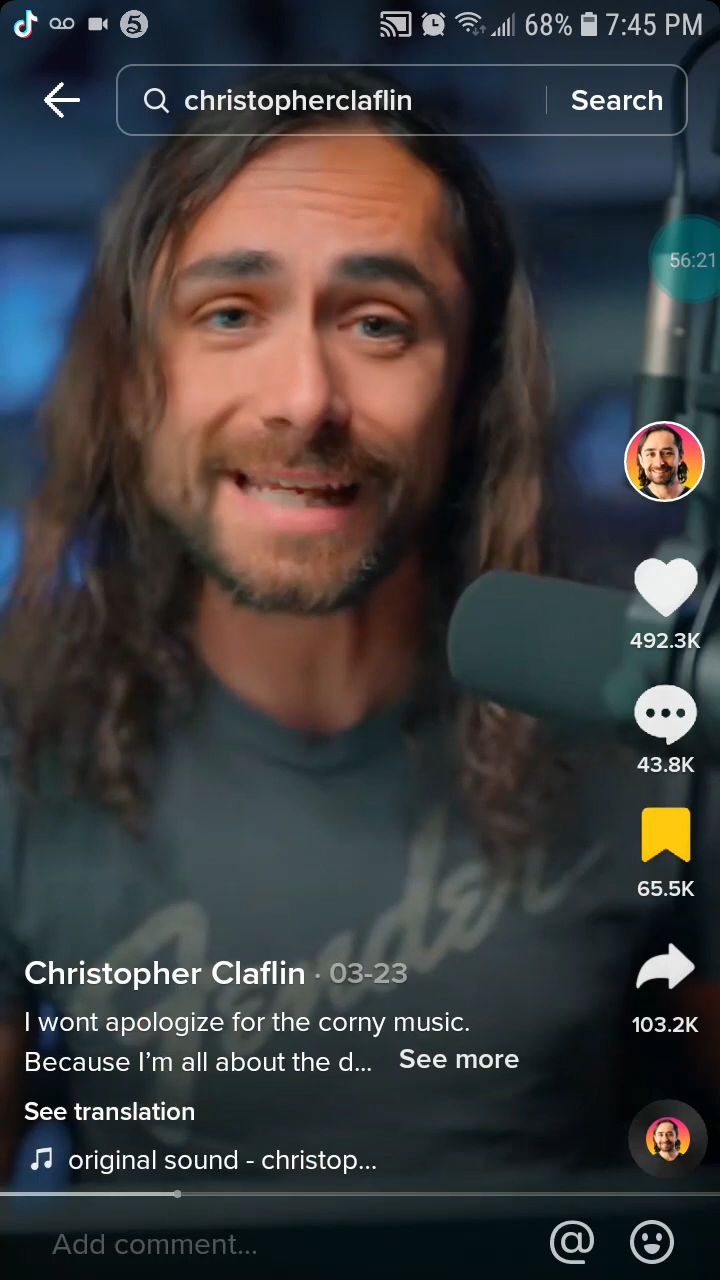 5 68% 7:45 PM
christopherclaflin Search
56:21
492.3K
43.8K
65.5K
103.2K
Fender
Christopher Claflin · 03-23
I wont apologize for the corny music.
Because I’m all about the d... See more
See translation
original sound - christop...
Add comment...
@